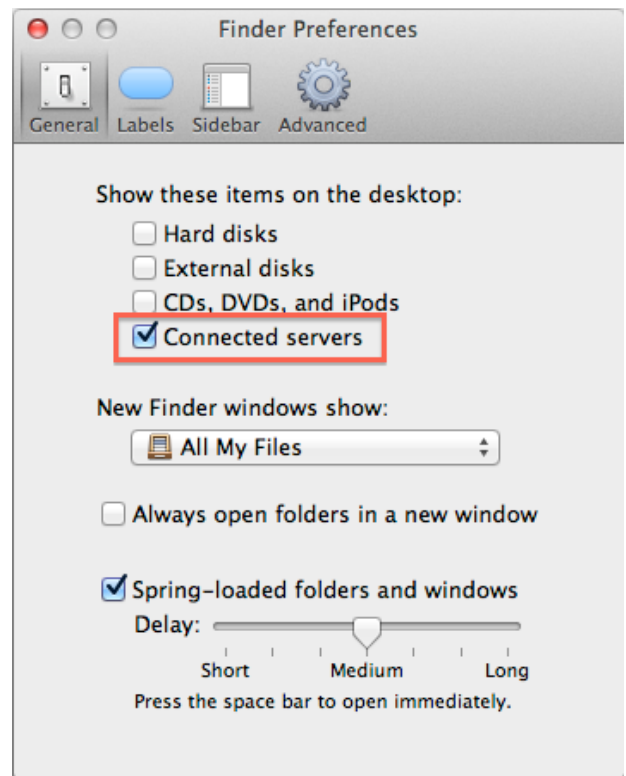 Finder Preferences
General Labels Sidebar Advanced
Show these items on the desktop:
Hard disks
External disks
CDs, DVDs, and iPods
Connected servers
New Finder windows show:
All My Files
Always open folders in a new window
Spring-loaded folders and windows
Delay:
Short Medium Long
Press the space bar to open immediately.